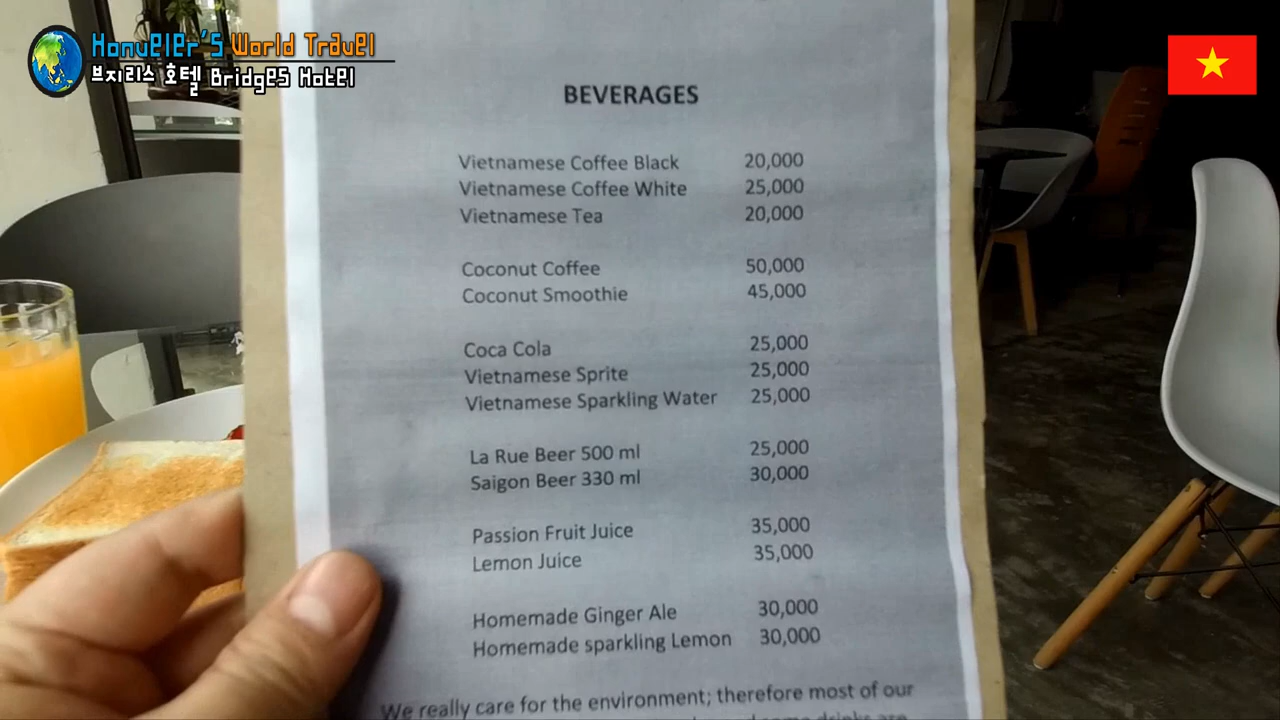 Honveler's World Travel
브지리스 호텔 Bridges Hotel
BEVERAGES
Vietnamese Coffee Black 20,000
Vietnamese Coffee White 25,000
Vietnamese Tea 20,000
Coconut Coffee 50,000
Coconut Smoothie 45,000
Coca Cola 25,000
Vietnamese Sprite 25,000
Vietnamese Sparkling Water 25,000
La Rue Beer 500 ml 25,000
Saigon Beer 330 ml 30,000
Passion Fruit Juice 35,000
Lemon Juice 35,000
Homemade Ginger Ale 30,000
Homemade sparkling Lemon 30,000
We really care for the environment; therefore most of our
drinks are